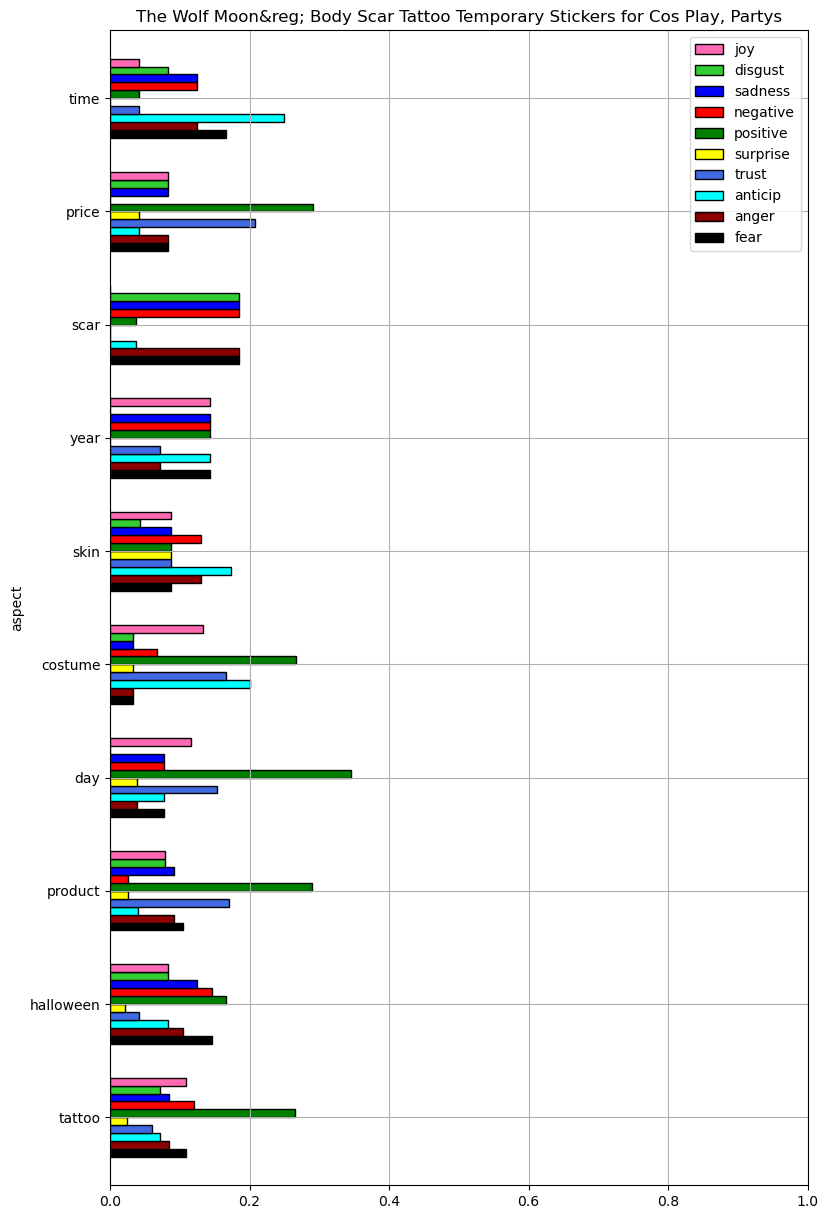 The Wolf Moon&reg; Body Scar Tattoo Temporary Stickers for Cos Play, Partys
joy
disgust
sadness
negative
positive
surprise
trust
anticip
anger
fear
time
price
scar
year
skin
costume
day
product
halloween
tattoo
aspect
0.0 0.2 0.4 0.6 0.8 1.0